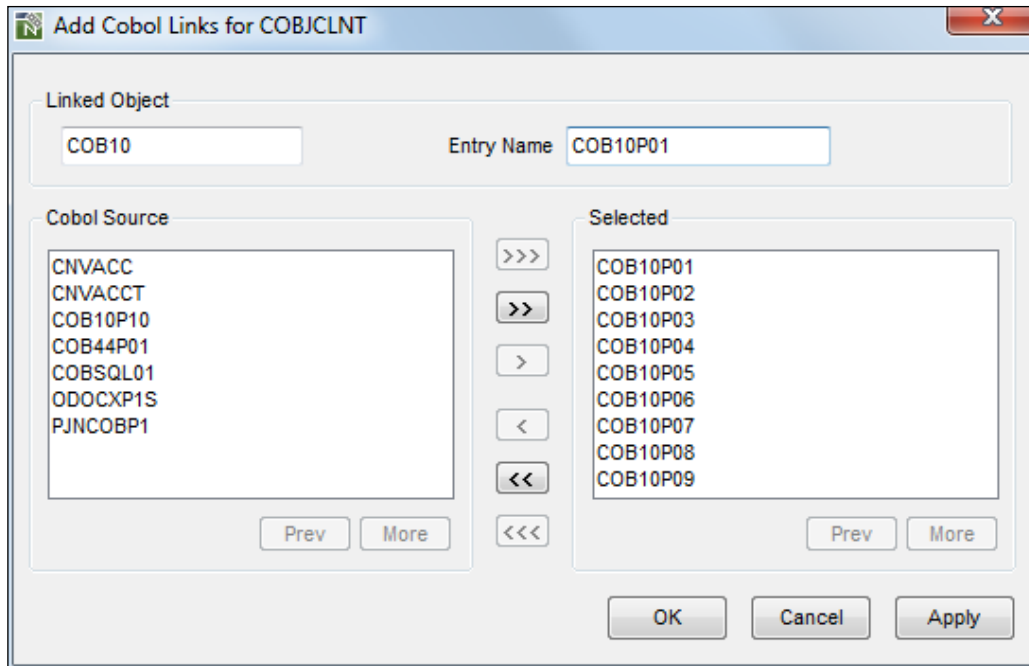 Add Cobol Links for COBJCLNT
X
Linked Object
COB10
Entry Name COB10P01
Cobol Source
CNVACC
CNVACCT
COB10P10
COB44P01
COBSQL01
ODOCXP1S
PJNCOBP1
Prev More
>>>
>>
>
<
<<
<<<
Selected
COB10P01
COB10P02
COB10P03
COB10P04
COB10P05
COB10P06
COB10P07
COB10P08
COB10P09
Prev More
OK Cancel Apply